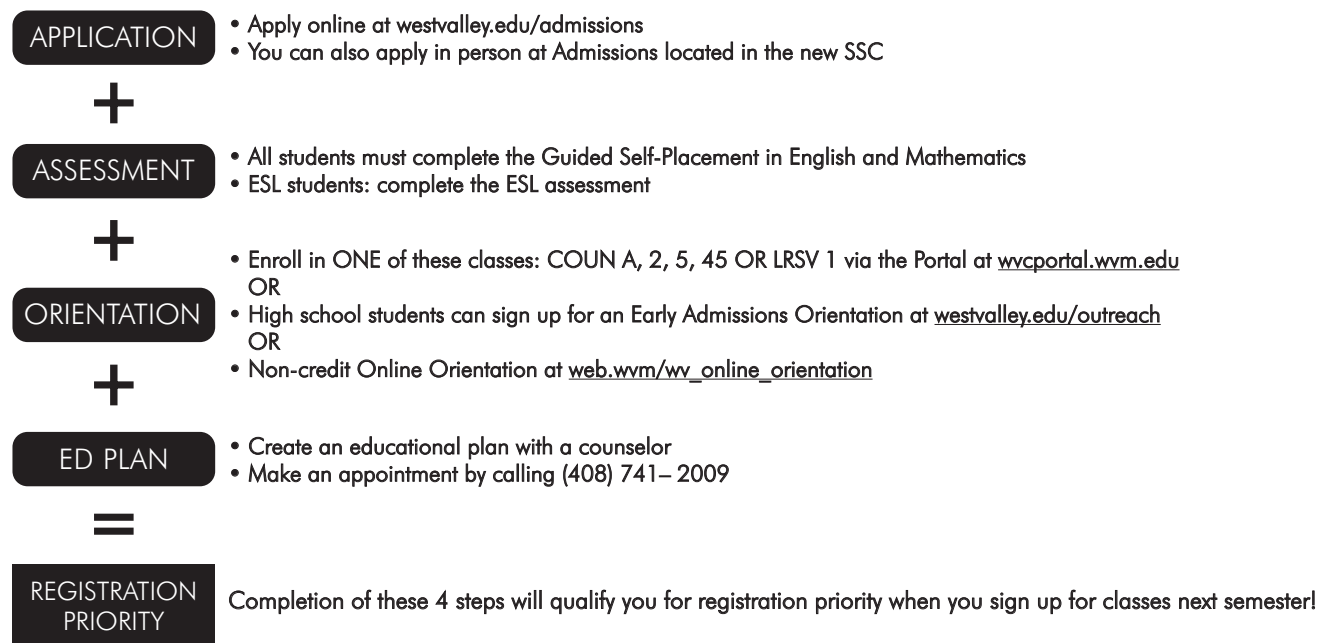 APPLICATION
• Apply online at westvalley.edu/admissions
• You can also apply in person at Admissions located in the new SSC
+
ASSESSMENT
• All students must complete the Guided Self-Placement in English and Mathematics
• ESL students: complete the ESL assessment
+
ORIENTATION
• Enroll in ONE of these classes: COUN A, 2, 5, 45 OR LRSV 1 via the Portal at wvcportal.wvm.edu
OR
• High school students can sign up for an Early Admissions Orientation at westvalley.edu/outreach
OR
• Non-credit Online Orientation at web.wvm/wv_online_orientation
+
ED PLAN
• Create an educational plan with a counselor
• Make an appointment by calling (408) 741– 2009
=
REGISTRATION
PRIORITY
Completion of these 4 steps will qualify you for registration priority when you sign up for classes next semester!